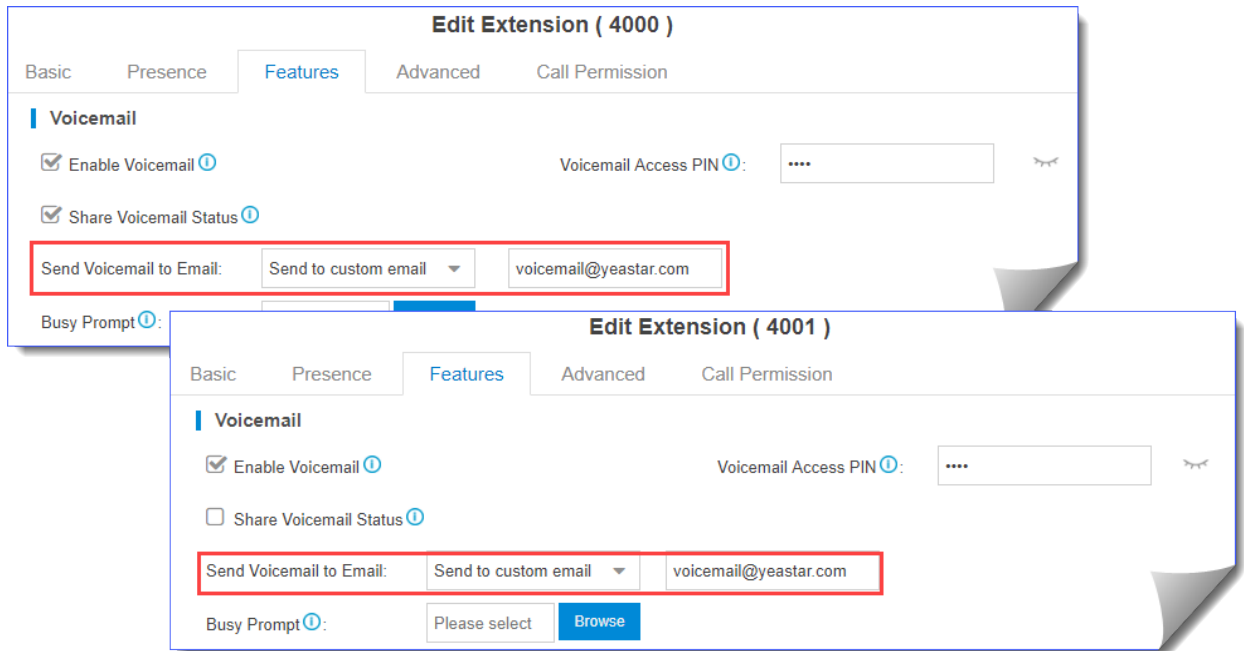 Edit Extension ( 4000 )
Basic Presence Features Advanced Call Permission
Voicemail
Enable Voicemail Voicemail Access PIN : ••••
Share Voicemail Status
Send Voicemail to Email: Send to custom email voicemail@yeastar.com
Busy Prompt :
Edit Extension ( 4001 )
Basic Presence Features Advanced Call Permission
Voicemail
Enable Voicemail Voicemail Access PIN : ••••
Share Voicemail Status
Send Voicemail to Email: Send to custom email voicemail@yeastar.com
Busy Prompt : Please select Browse